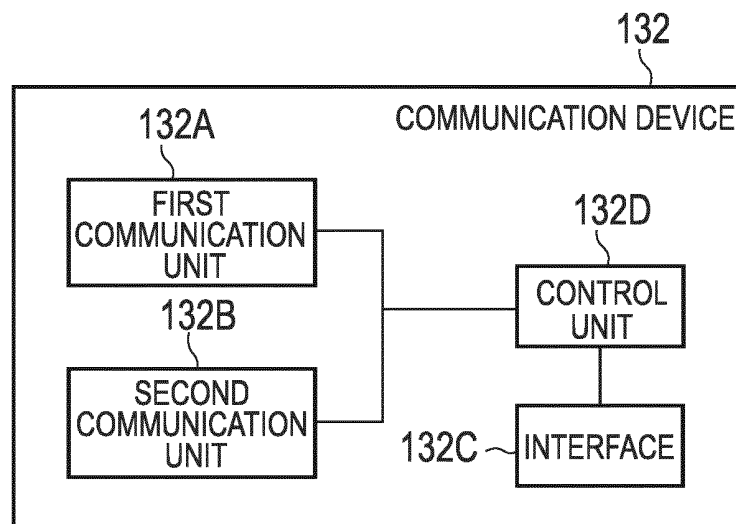 132
COMMUNICATION DEVICE
132A
FIRST
COMMUNICATION
UNIT
132D
CONTROL
UNIT
132B
SECOND
COMMUNICATION
UNIT
132C
INTERFACE